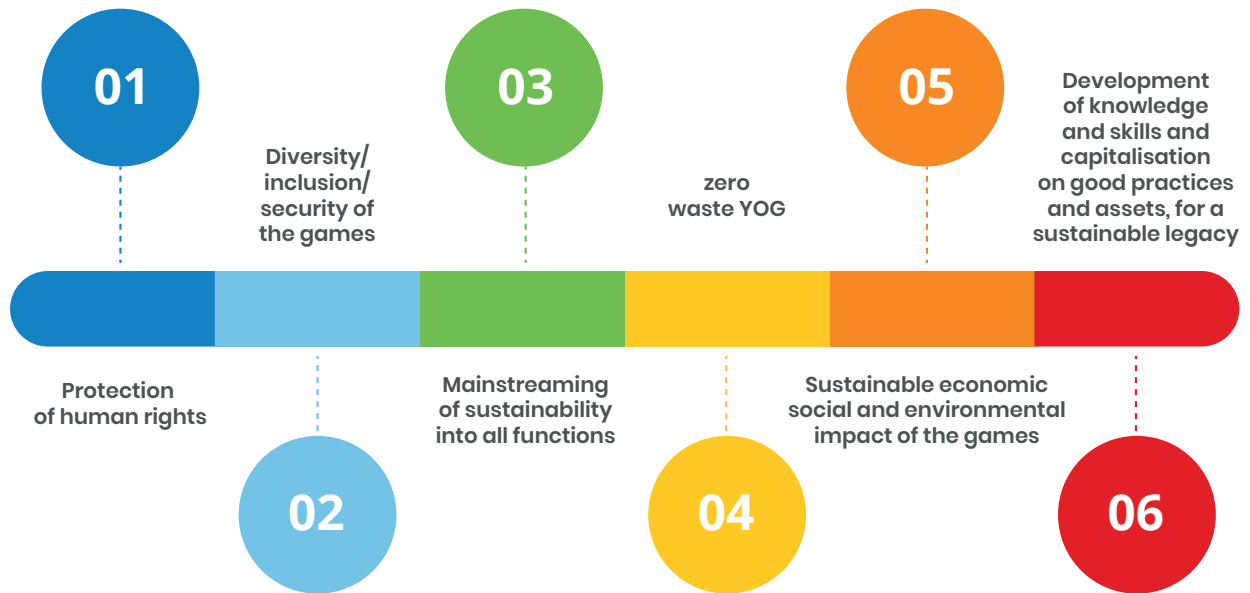 01
Protection
of human rights
Diversity/
inclusion/
security of
the games
02
03
Mainstreaming
of sustainability
into all functions
zero
waste YOG
04
05
Sustainable economic
social and environmental
impact of the games
Development
of knowledge
and skills and
capitalisation
on good practices
and assets, for a
sustainable legacy
06